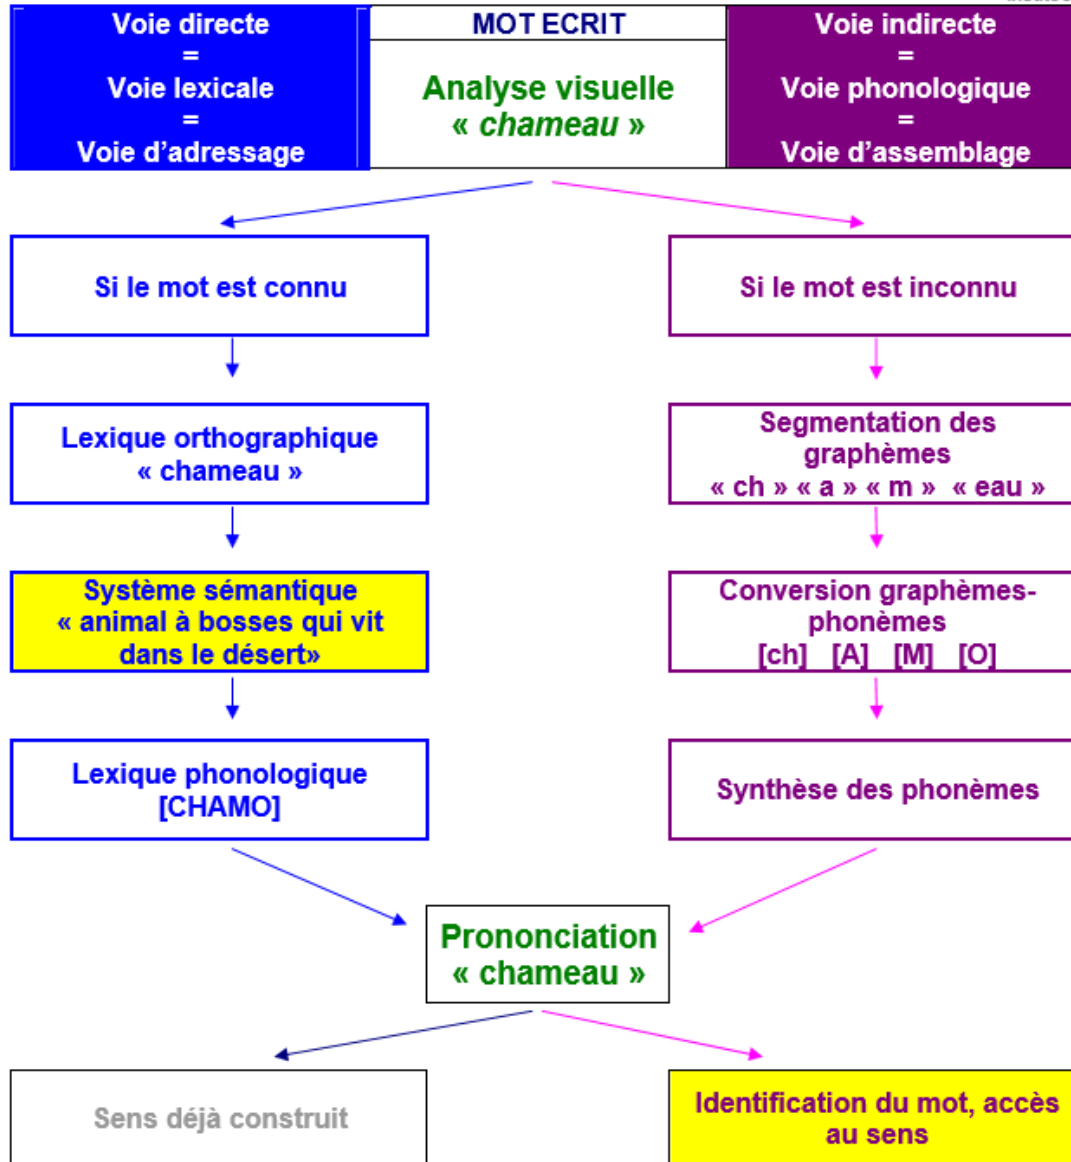 Voie directe
=
Voie lexicale
=
Voie d'adressage
MOT ECRIT
Analyse visuelle
« chameau »
Voie indirecte
=
Voie phonologique
=
Voie d'assemblage
Si le mot est connu
Si le mot est inconnu
Lexique orthographique
« chameau »
Segmentation des
graphèmes
« ch » « a » « m » « eau »
Système sémantique
« animal à bosses qui vit
dans le désert»
Conversion graphèmes-
phonèmes
[ch] [A] [M] [O]
Lexique phonologique
[CHAMO]
Synthèse des phonèmes
Prononciation
« chameau »
Sens déjà construit
Identification du mot, accès
au sens